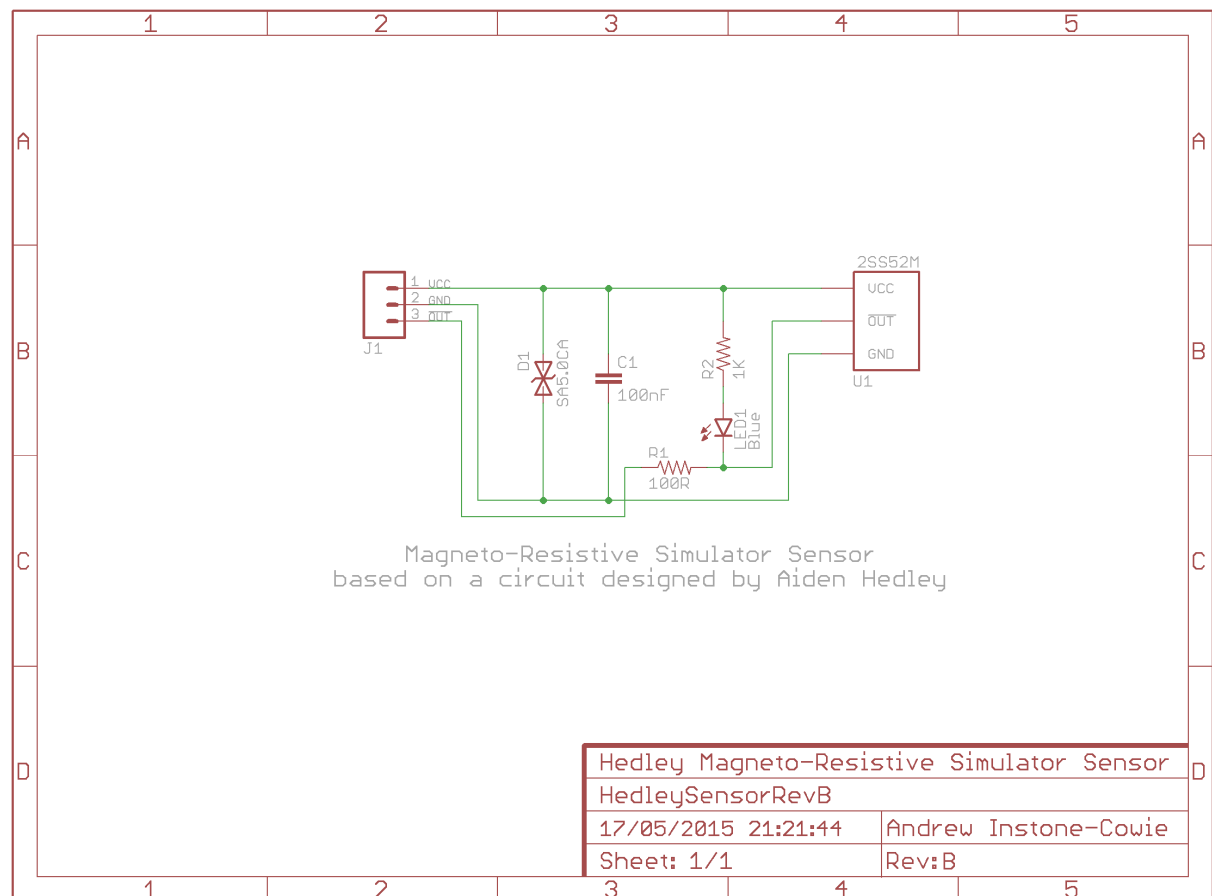 1 2 3 4 5
A A
2SS52M
1 VCC
2 GND
3 OUT
J1
VCC
OUT
GND
U1
B B
D1
SA5.0CA
C1
100nF
R2
1K
LED1
Blue
R1
100R
Magneto-Resistive Simulator Sensor
based on a circuit designed by Aiden Hedley
C C
D D
Hedley Magneto-Resistive Simulator Sensor
HedleySensorRevB
17/05/2015 21:21:44 Andrew Instone-Cowie
Sheet: 1/1 Rev:B
1 2 3 4 5